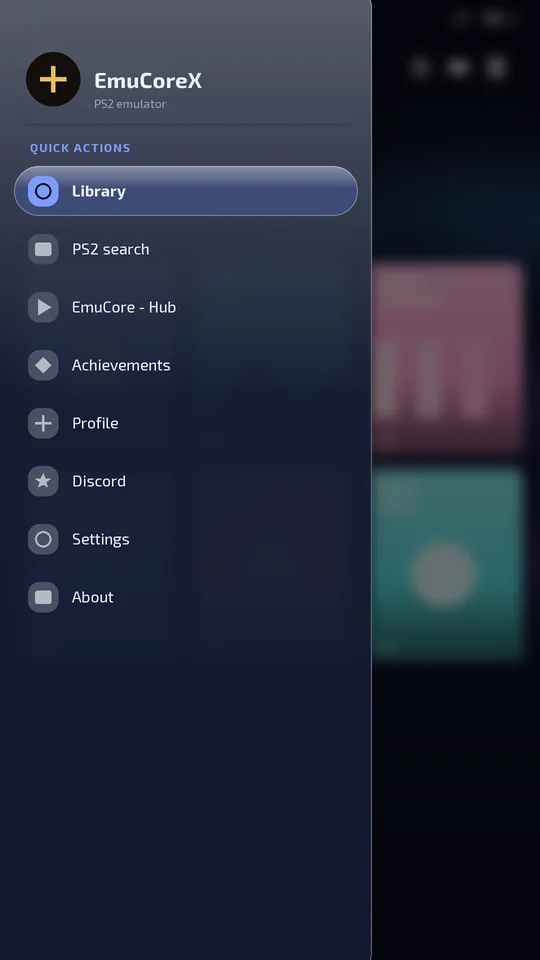 EmuCoreX
PS2 emulator
QUICK ACTIONS
Library
PS2 search
EmuCore - Hub
Achievements
Profile
Discord
Settings
About